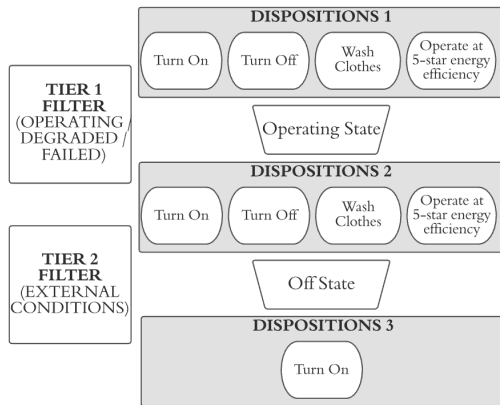 DISPOSITIONS 1
Turn On
Turn Off
Wash
Clothes
Operate at
5-star energy
efficiency
TIER 1
FILTER
(OPERATING /
DEGRADED /
FAILED)
Operating State
DISPOSITIONS 2
Turn On
Turn Off
Wash
Clothes
Operate at
5-star energy
efficiency
TIER 2
FILTER
(EXTERNAL
CONDITIONS)
Off State
DISPOSITIONS 3
Turn On